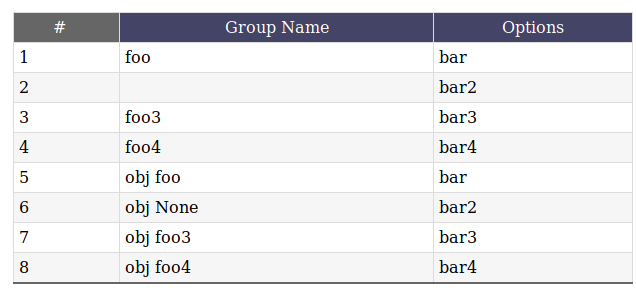 # Group Name Options
1 foo bar
2 bar2
3 foo3 bar3
4 foo4 bar4
5 obj foo bar
6 obj None bar2
7 obj foo3 bar3
8 obj foo4 bar4